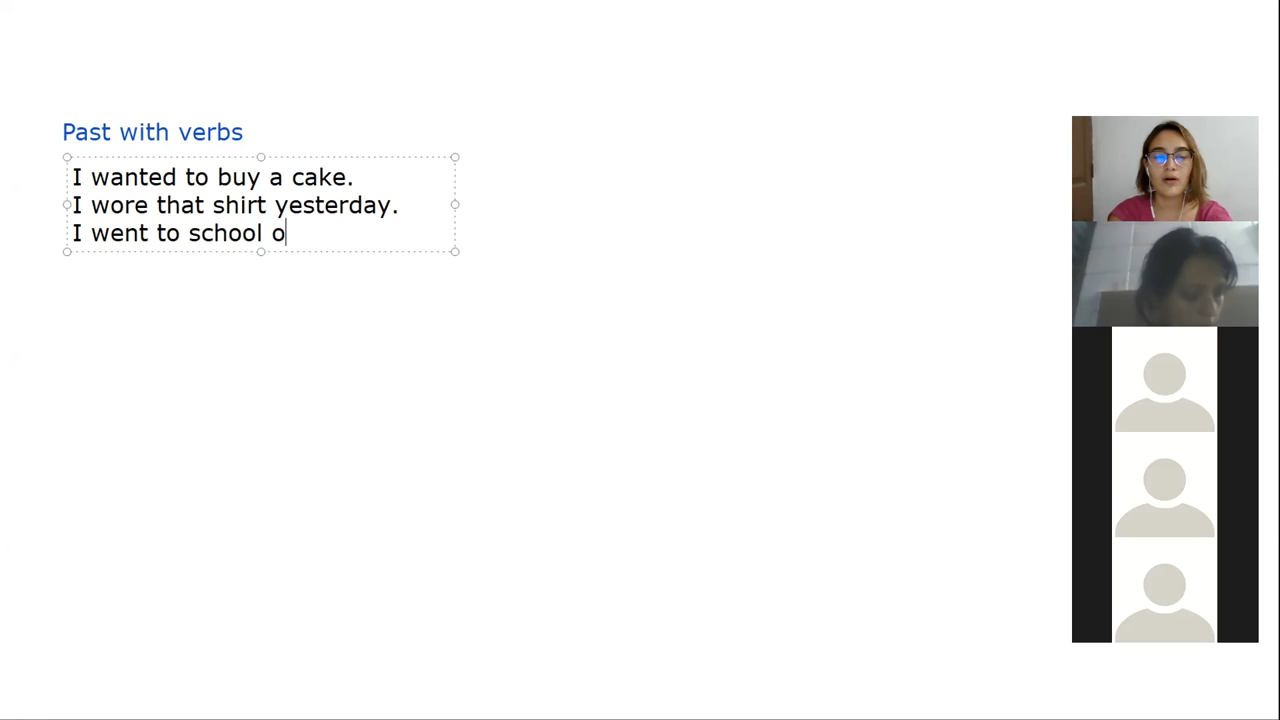 Past with verbs
I wanted to buy a cake.
I wore that shirt yesterday.
I went to school o